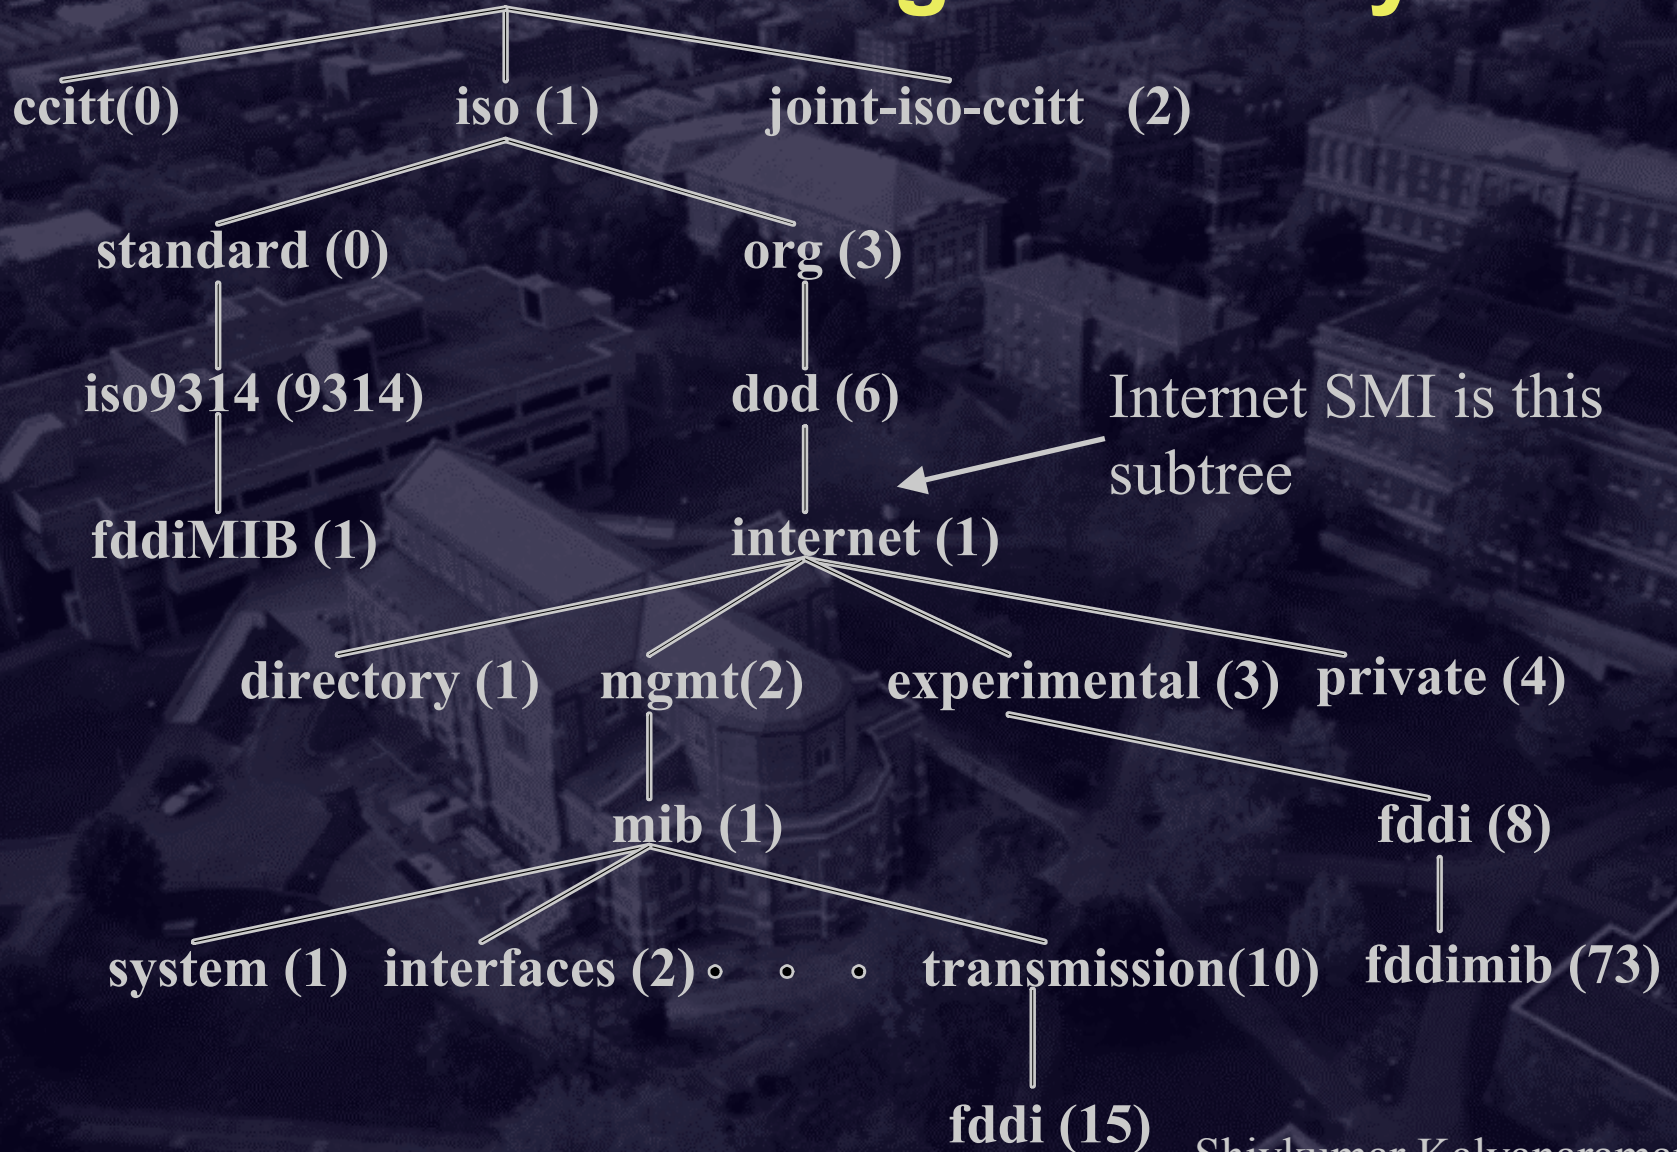 ccitt(0) iso (1) joint-iso-ccitt (2)
standard (0) org (3)
iso9314 (9314) dod (6)
Internet SMI is this
subtree
fddiMIB (1) internet (1)
directory (1) mgmt(2) experimental (3) private (4)
mib (1) fddi (8)
system (1) interfaces (2) transmission(10) fddimib (73)
fddi (15)